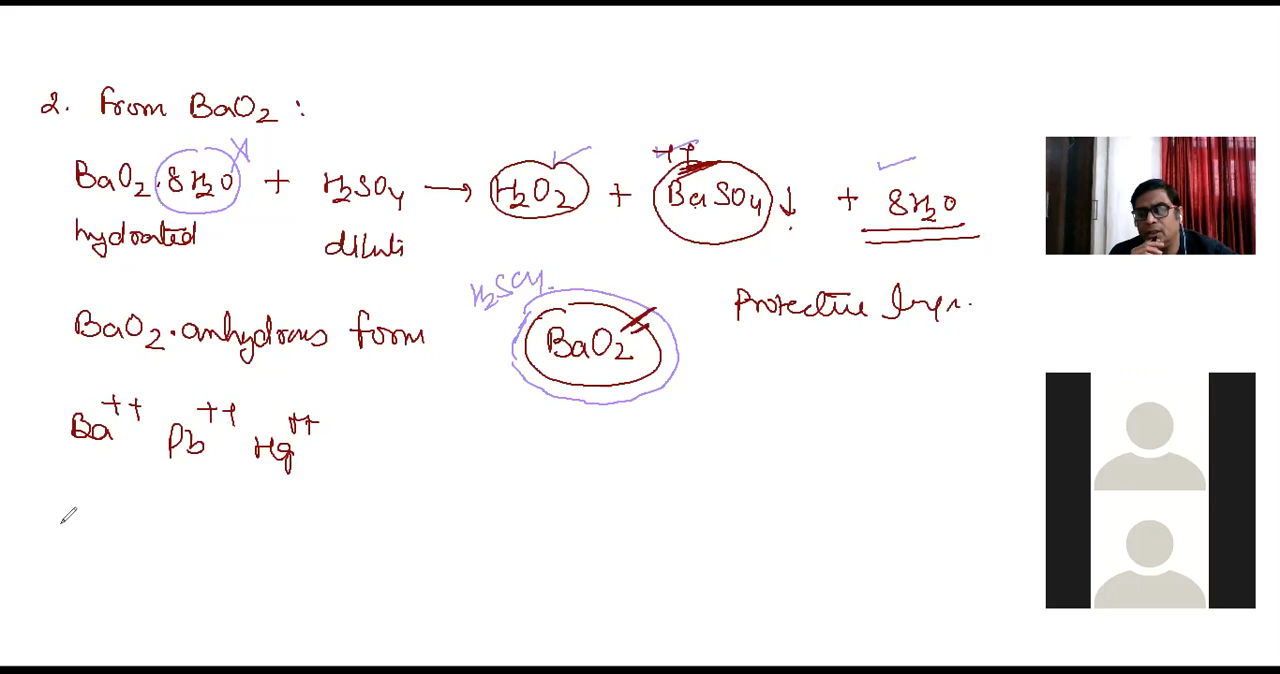 2. From BaO2 :
++
BaO2.8H2O + H2SO4 → H2O2 + BaSO4↓ + 8H2O
hydrated dilute
H2SO4.
BaO2.anhydrous form BaO2 Protective layer.
Ba++ Pb++ Hg++